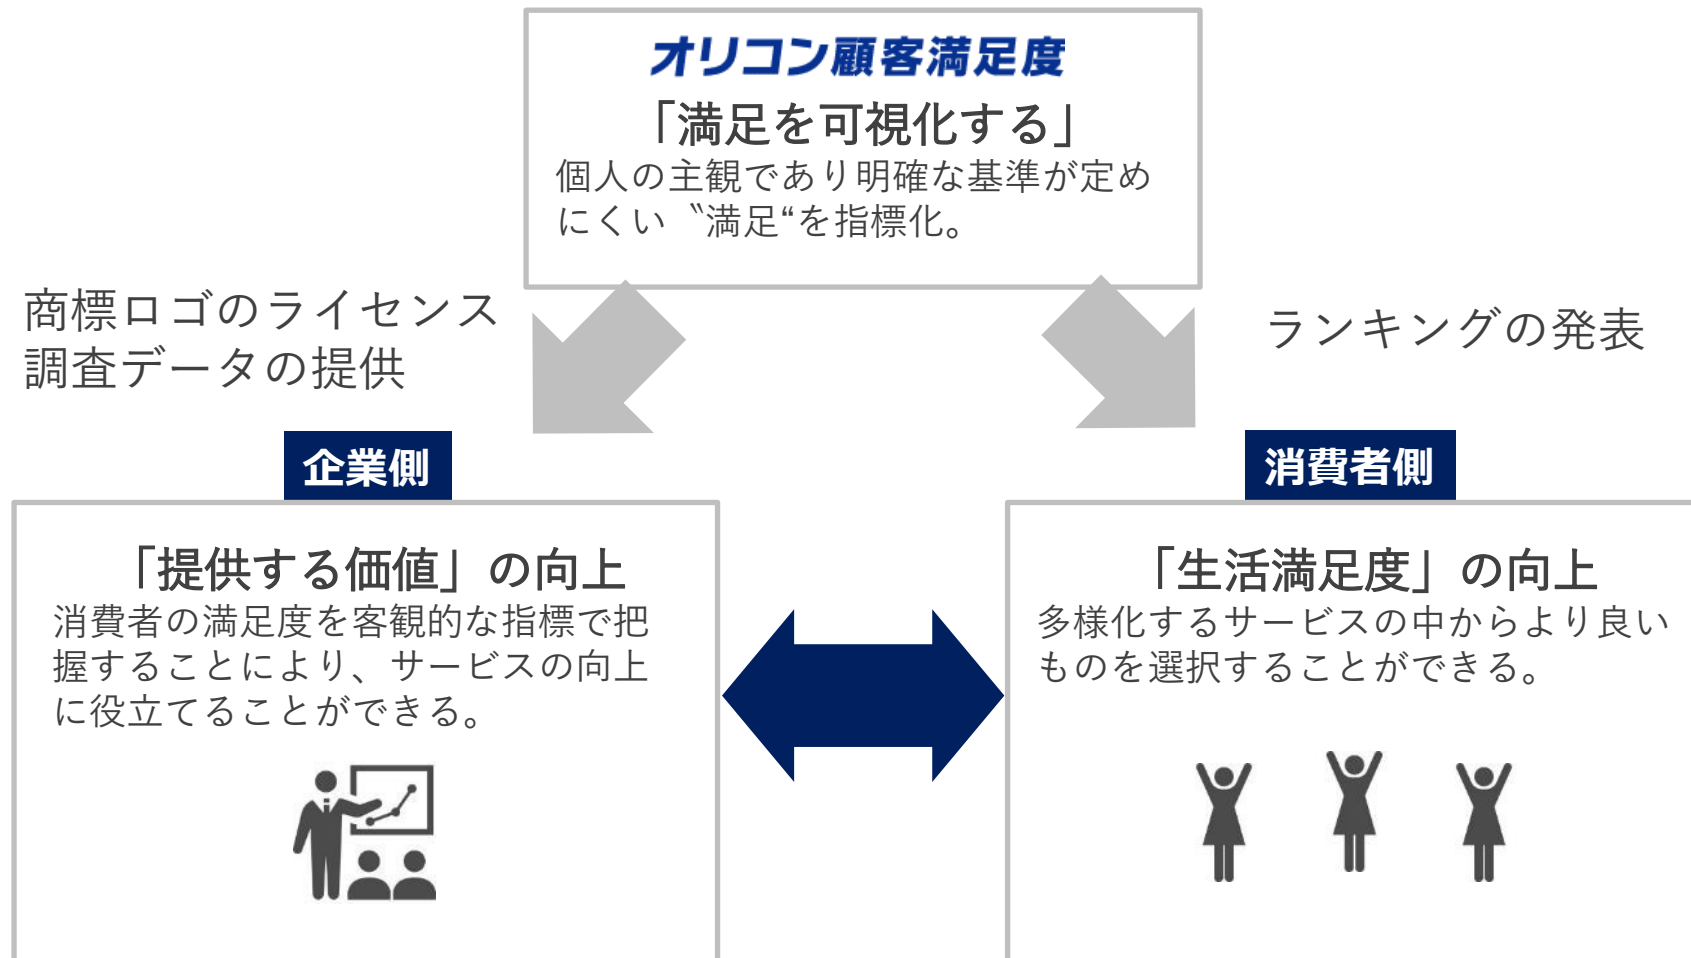 オリコン顧客満足度
「満足を可視化する」
個人の主観であり明確な基準が定め
にくい〝満足“を指標化。
商標ロゴのライセンス
調査データの提供
ランキングの発表
企業側
「提供する価値」の向上
消費者の満足度を客観的な指標で把
握することにより、サービスの向上
に役立てることができる。
消費者側
「生活満足度」の向上
多様化するサービスの中からより良い
ものを選択することができる。